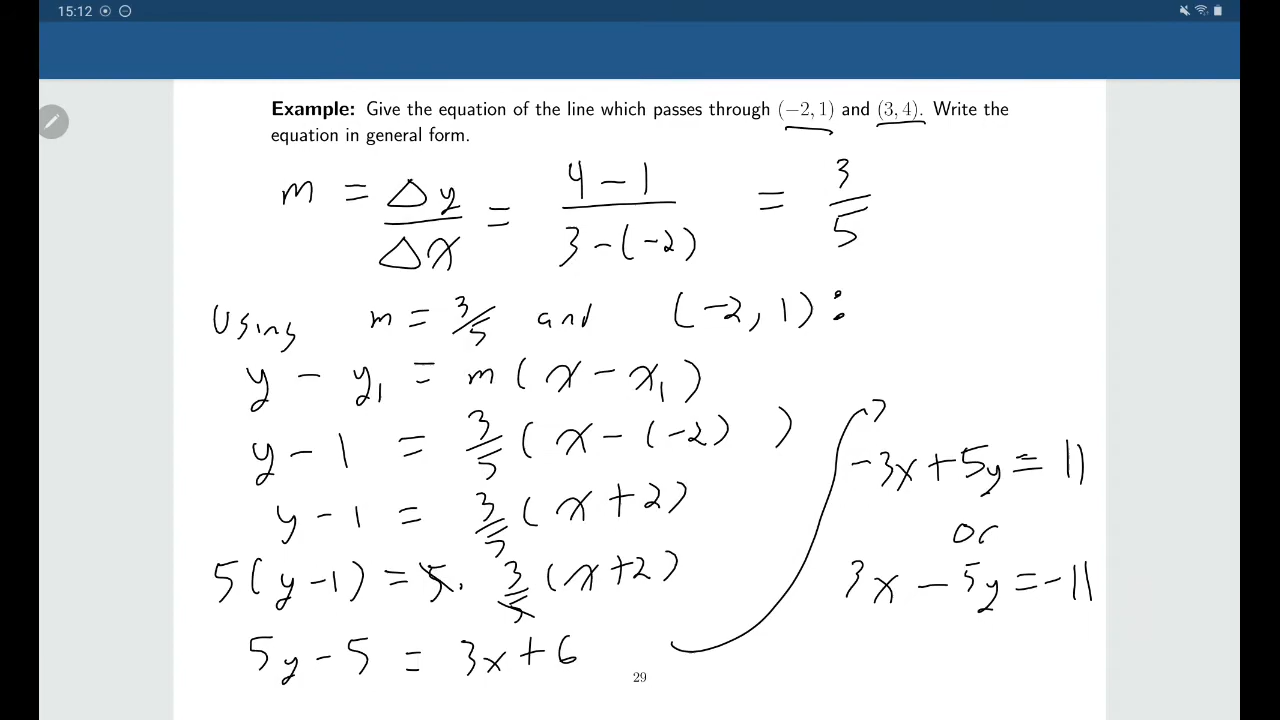 15:12
Example: Give the equation of the line which passes through (−2, 1) and (3, 4). Write the
equation in general form.
m = Δy/Δx = (4 − 1)/(3 − (−2)) = 3/5
Using m = 3/5 and (−2, 1):
y − y₁ = m(x − x₁)
y − 1 = 3/5 (x − (−2) )
y − 1 = 3/5 (x + 2)
5(y − 1) = 5 · 3/5 (x + 2)
5y − 5 = 3x + 6
−3x + 5y = 11
or
3x − 5y = −11
29